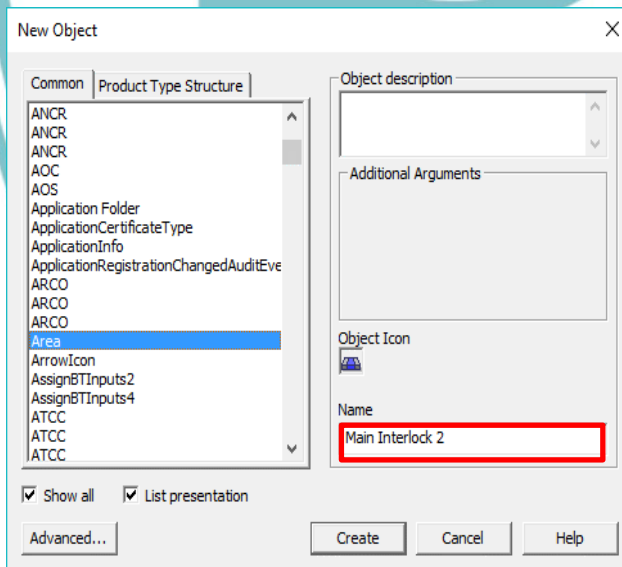 New Object
Common
Product Type Structure
ANCR
ANCR
ANCR
AOC
AOS
Application Folder
ApplicationCertificateType
ApplicationInfo
ApplicationRegistrationChangedAuditEve
ARCO
ARCO
ARCO
Area
ArrowIcon
AssignBTInputs2
AssignBTInputs4
ATCC
ATCC
ATCC
Object description
Additional Arguments
Object Icon
Name
Main Interlock 2
Show all
List presentation
Advanced...
Create
Cancel
Help